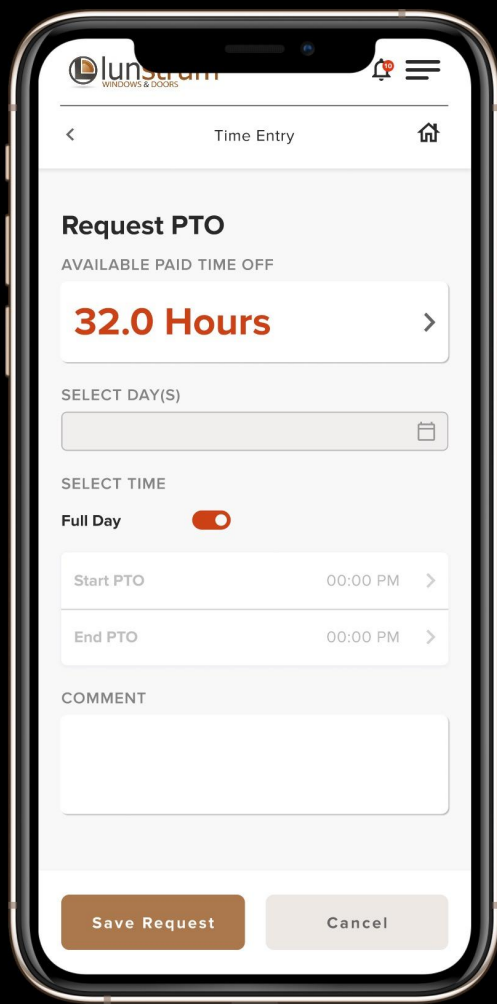 lunstrum
WINDOWS & DOORS
10
Time Entry
Request PTO
AVAILABLE PAID TIME OFF
32.0 Hours
SELECT DAY(S)
SELECT TIME
Full Day
Start PTO 00:00 PM
End PTO 00:00 PM
COMMENT
Save Request Cancel